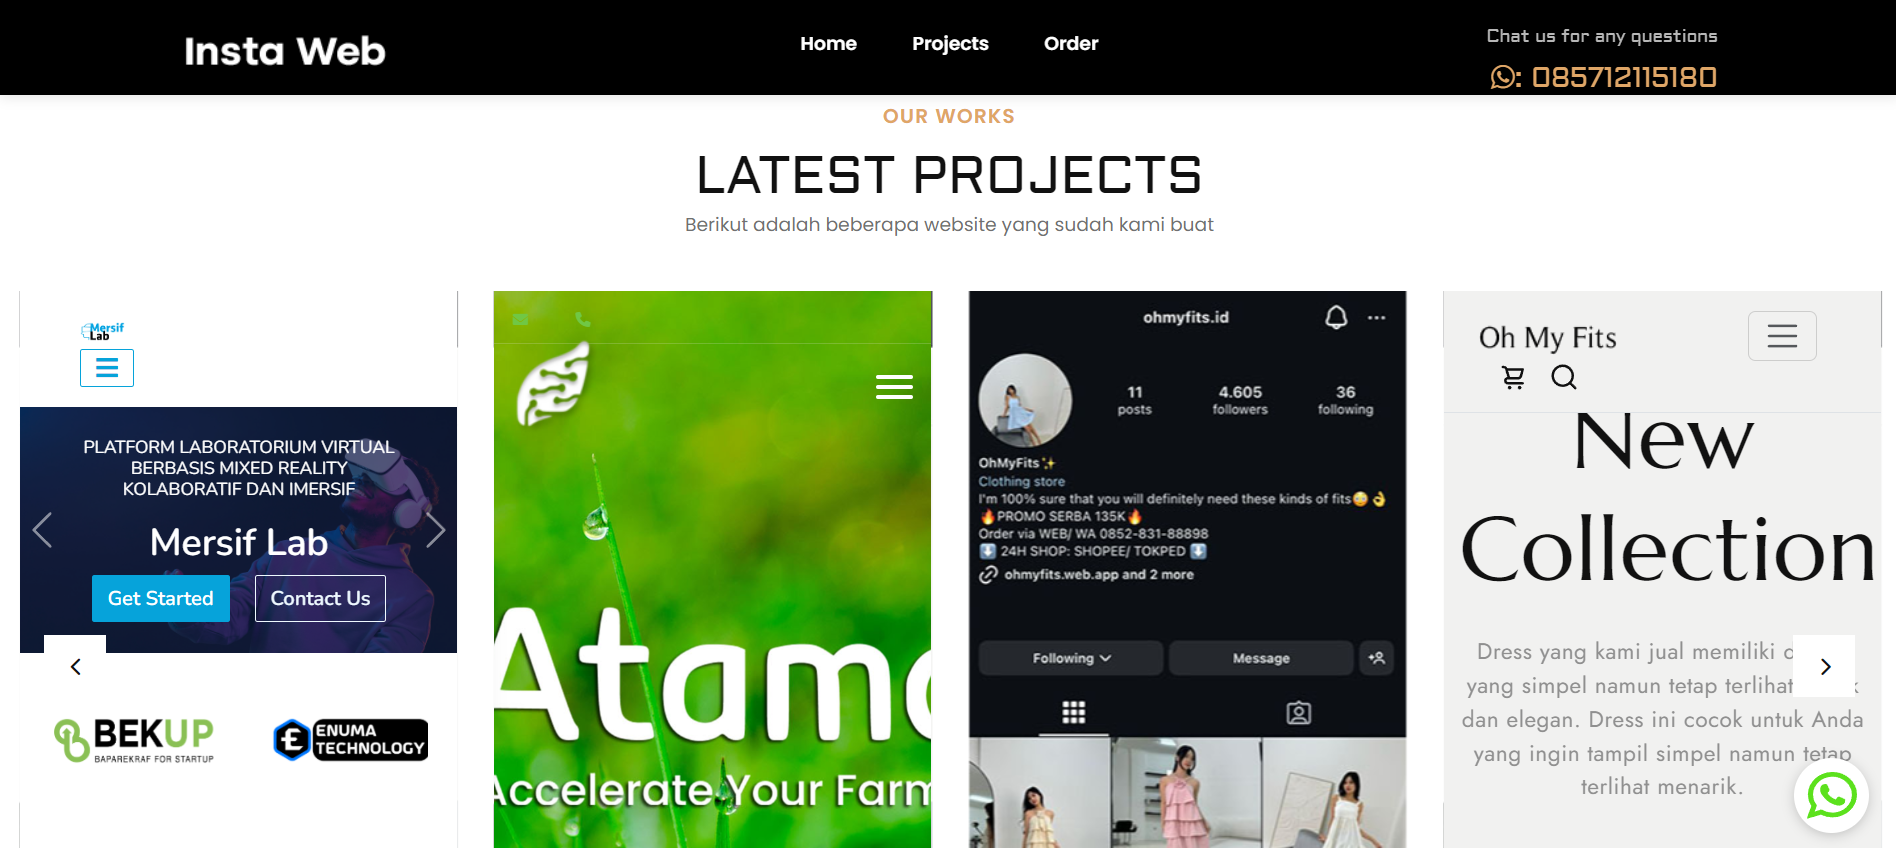 Insta Web
Home
Projects
Order
Chat us for any questions
: 085712115180
OUR WORKS
LATEST PROJECTS
Berikut adalah beberapa website yang sudah kami buat
Mersif
Lab
PLATFORM LABORATORIUM VIRTUAL
BERBASIS MIXED REALITY
KOLABORATIF DAN IMERSIF
Mersif Lab
Get Started
Contact Us
BEKUP
BAPAREKRAF FOR STARTUP
ENUMA
TECHNOLOGY
Atama
Accelerate Your Farm
ohmyfits.id
11
posts
4.605
followers
36
following
OhMyFits✨
Clothing store
I'm 100% sure that you will definitely need these kinds of fits😳👌
🔥PROMO SERBA 135K🔥
Order via WEB/ WA 0852-831-88898
⬇️ 24H SHOP: SHOPEE/ TOKPED ⬇️
ohmyfits.web.app and 2 more
Following
Message
Oh My Fits
New
Collection
Dress yang kami jual memiliki
yang simpel namun tetap terlihat
dan elegan. Dress ini cocok untuk Anda
yang ingin tampil simpel namun tetap
terlihat menarik.